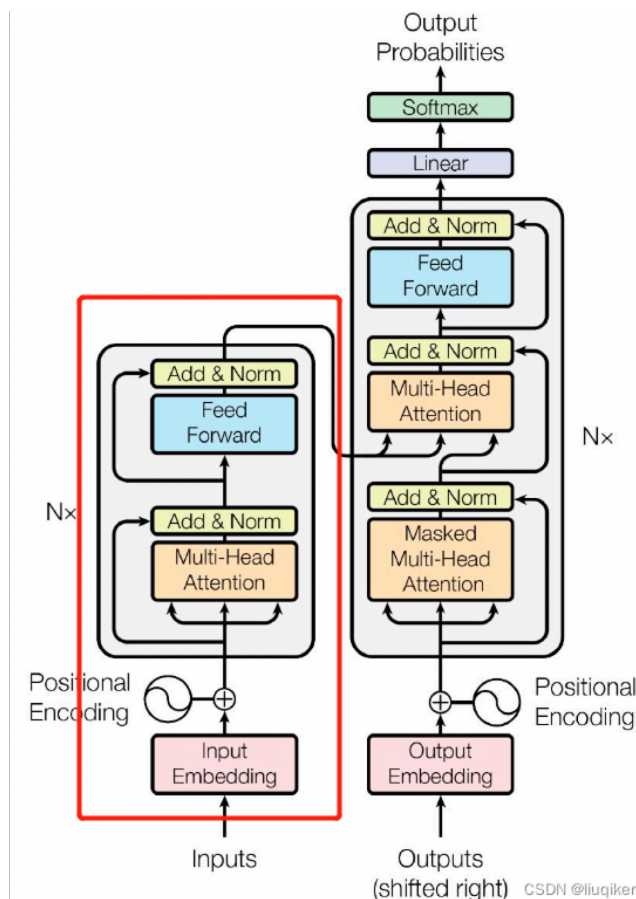 Output
Probabilities
Softmax
Linear
Add & Norm
Feed
Forward
Add & Norm
Multi-Head
Attention
Nx
Add & Norm
Masked
Multi-Head
Attention
Add & Norm
Feed
Forward
Nx
Add & Norm
Multi-Head
Attention
Positional
Encoding
Positional
Encoding
Input
Embedding
Output
Embedding
Inputs
Outputs
(shifted right)
CSDN @liuqiker